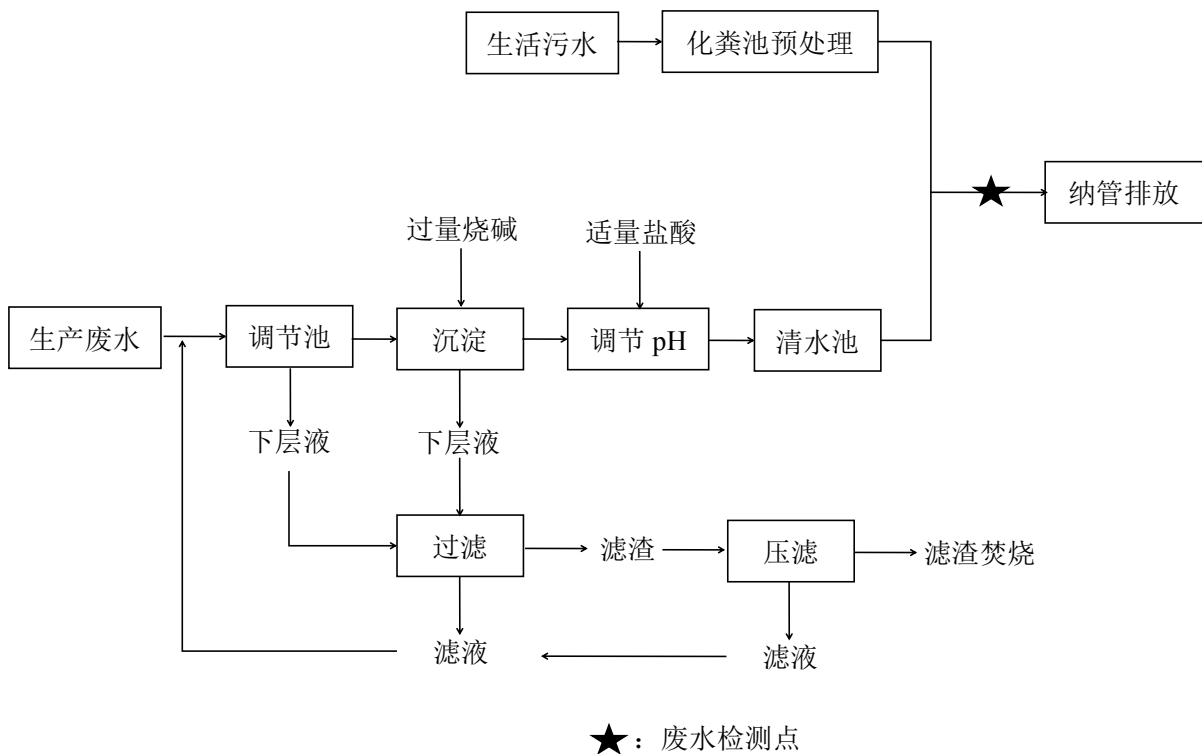 生活污水
化粪池预处理
纳管排放
过量烧碱
适量盐酸
生产废水
调节池
沉淀
调节 pH
清水池
下层液
下层液
过滤
滤渣
压滤
滤渣焚烧
滤液
滤液
★：废水检测点